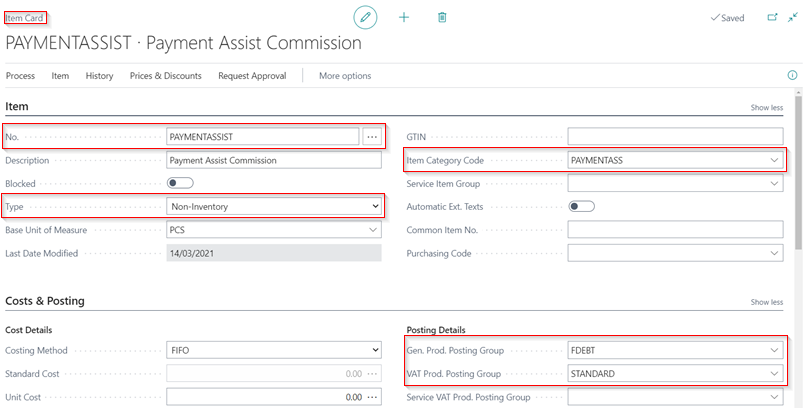 Item Card
Saved
PAYMENTASSIST · Payment Assist Commission
Process Item History Prices & Discounts Request Approval More options
Item Show less
No. PAYMENTASSIST ... GTIN
Description Payment Assist Commission Item Category Code PAYMENTASS
Blocked Service Item Group
Type Non-Inventory Automatic Ext. Texts
Base Unit of Measure PCS Common Item No.
Last Date Modified 14/03/2021 Purchasing Code
Costs & Posting Show less
Cost Details Posting Details
Costing Method FIFO Gen. Prod. Posting Group FDEBT
Standard Cost 0.00 ... VAT Prod. Posting Group STANDARD
Unit Cost 0.00 ... Service VAT Prod. Posting Group